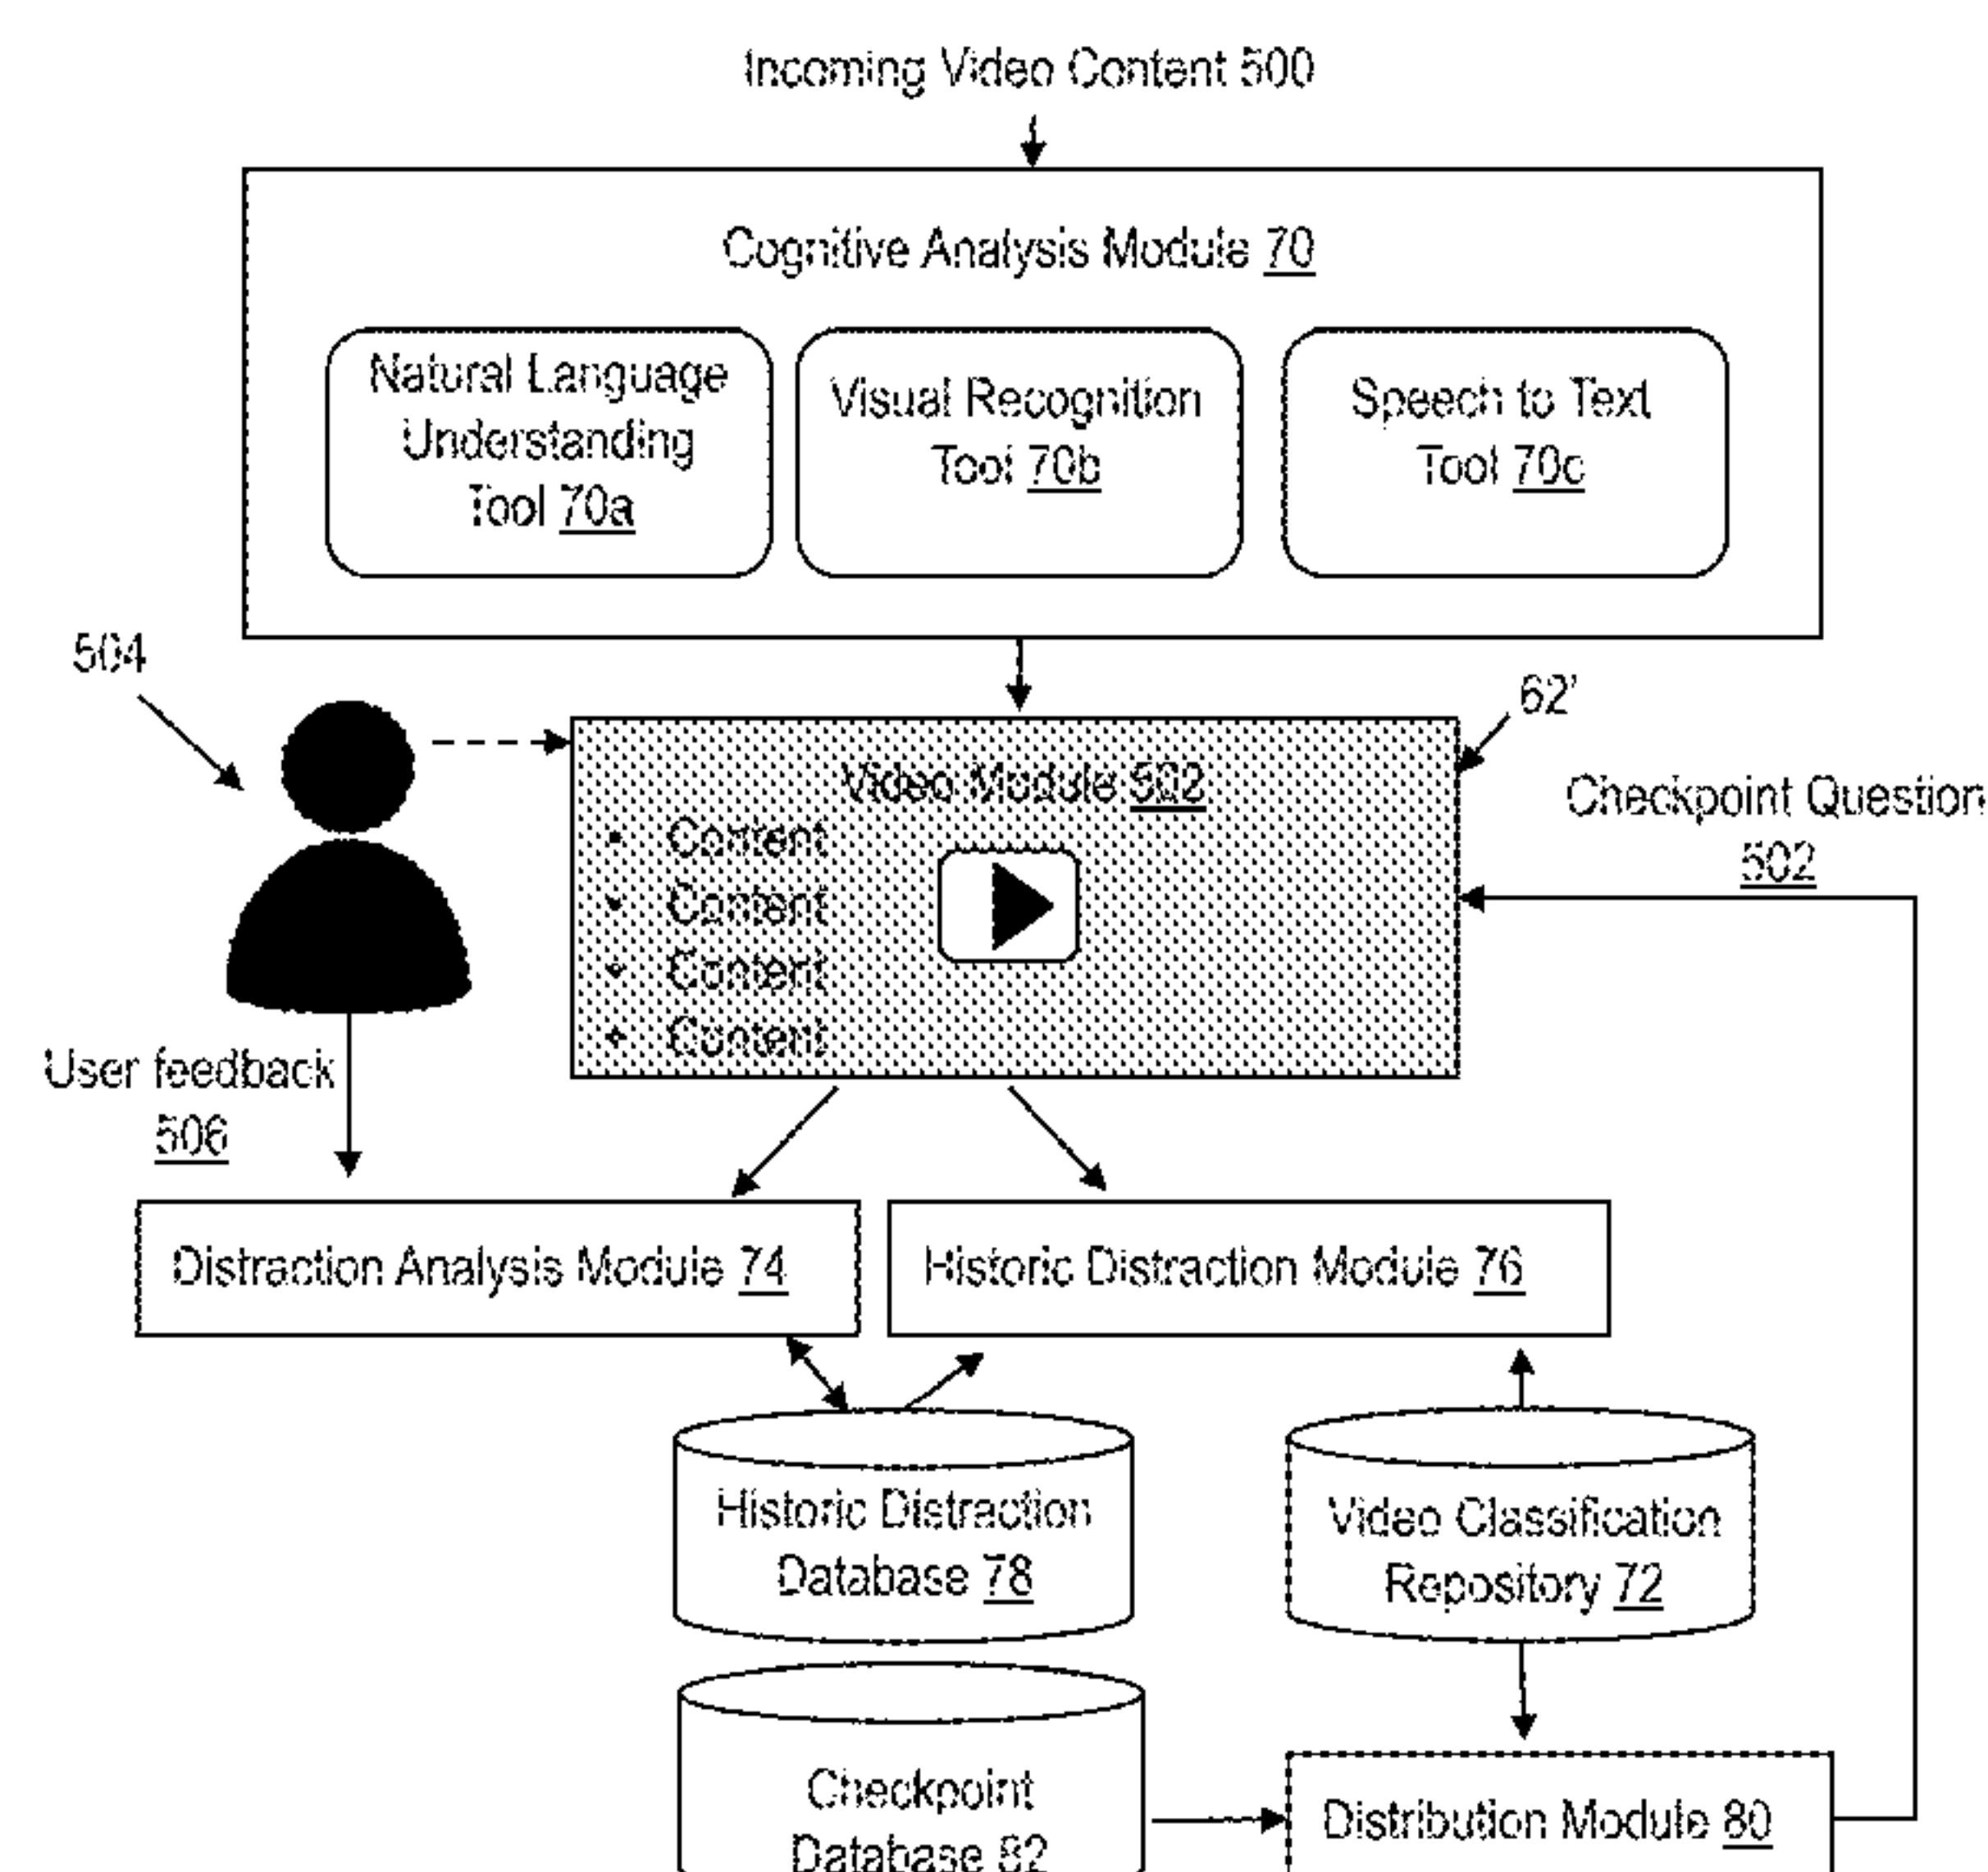 Incoming Video Content 500
Cognitive Analysis Module 70
Natural Language
Understanding
Tool 70a
Visual Recognition
Tool 70b
Speech to Text
Tool 70c
504
62'
Video Module 502
• Content
• Content
• Content
• Content
Checkpoint Question
502
User feedback
506
Distraction Analysis Module 74
Historic Distraction Module 76
Historic Distraction
Database 78
Video Classification
Repository 72
Checkpoint
Database 82
Distribution Module 80